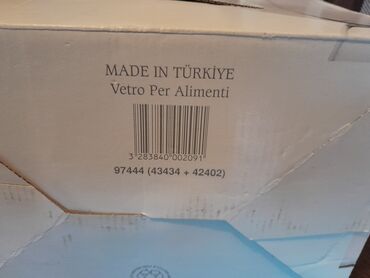 MADE IN TÜRKİYE
Vetro Per Alimenti
3 283840 002091
97444 (43434 + 42402)